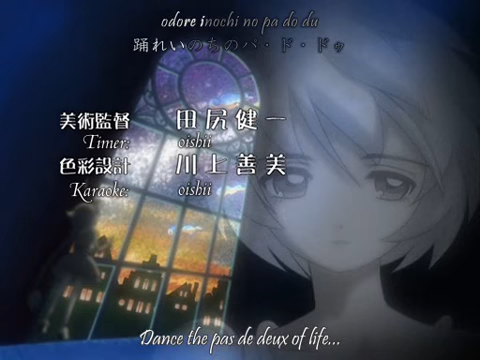 odore inochi no pa do du
踊れいのちのパ・ド・ドゥ
美術監督 田尻健一
Timer: oishii
色彩設計 川上善美
Karaoke: oishii
Dance the pas de deux of life...